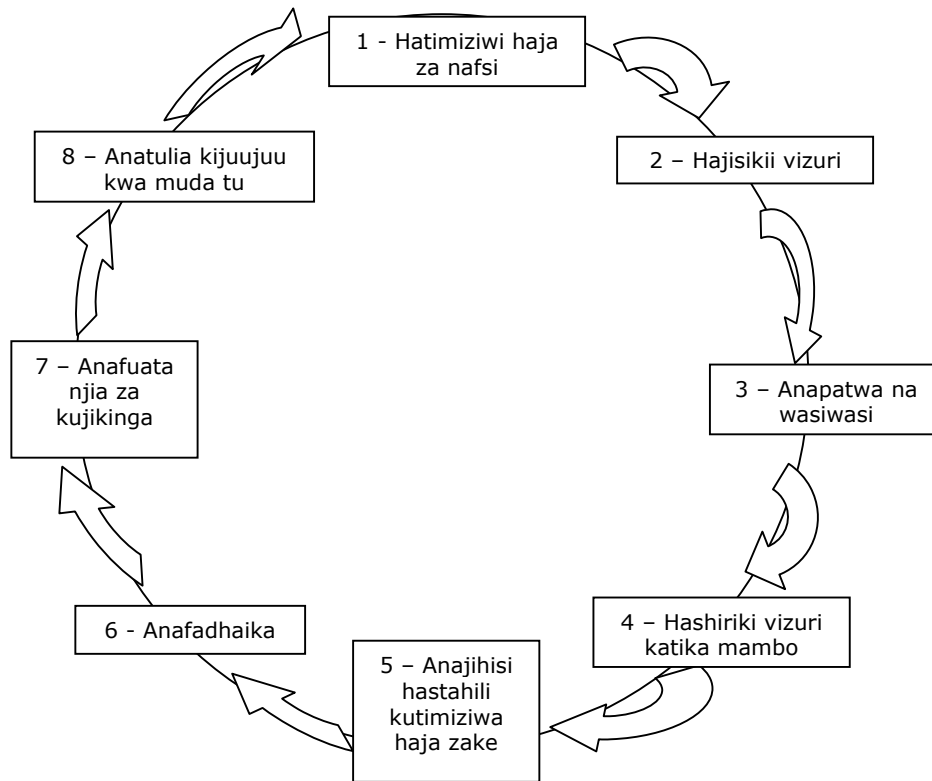 1 - Hatimiziwi haja
za nafsi
2 – Hajisikii vizuri
3 – Anapatwa na
wasiwasi
4 – Hashiriki vizuri
katika mambo
5 – Anajihisi
hastahili
kutimiziwa
haja zake
6 - Anafadhaika
7 – Anafuata
njia za
kujikinga
8 – Anatulia kijuujuu
kwa muda tu